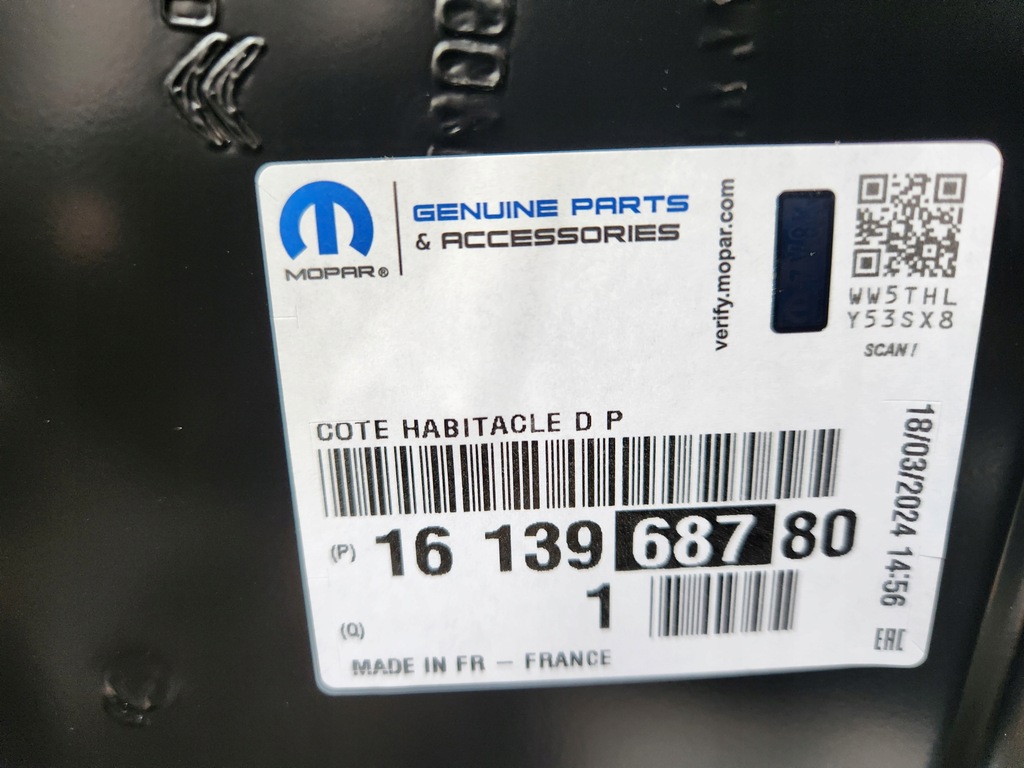 MOPAR®
GENUINE PARTS
& ACCESSORIES
verify.mopar.com
WW5THL
Y53SX8
SCAN!
COTE HABITACLE D P
(P) 16 139 687 80
(Q) 1
MADE IN FR - FRANCE
18/03/2024 14:56
EAC